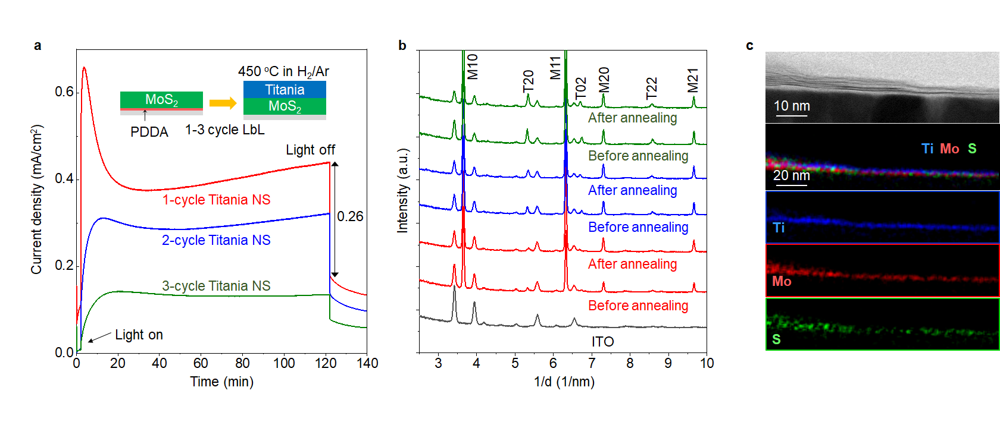 a
450 °C in H₂/Ar
Titania
MoS₂
MoS₂
PDDA
1-3 cycle LbL
Light off
1-cycle Titania NS
0.26
2-cycle Titania NS
3-cycle Titania NS
Light on
0.6
0.4
0.2
0.0
Current density (mA/cm²)
0 20 40 60 80 100 120 140
Time (min)
b
M10
T20
M11
T02
M20
T22
M21
After annealing
Before annealing
After annealing
Before annealing
After annealing
Before annealing
ITO
Intensity (a.u.)
3 4 5 6 7 8 9 10
1/d (1/nm)
c
10 nm
Ti Mo S
20 nm
Ti
Mo
S